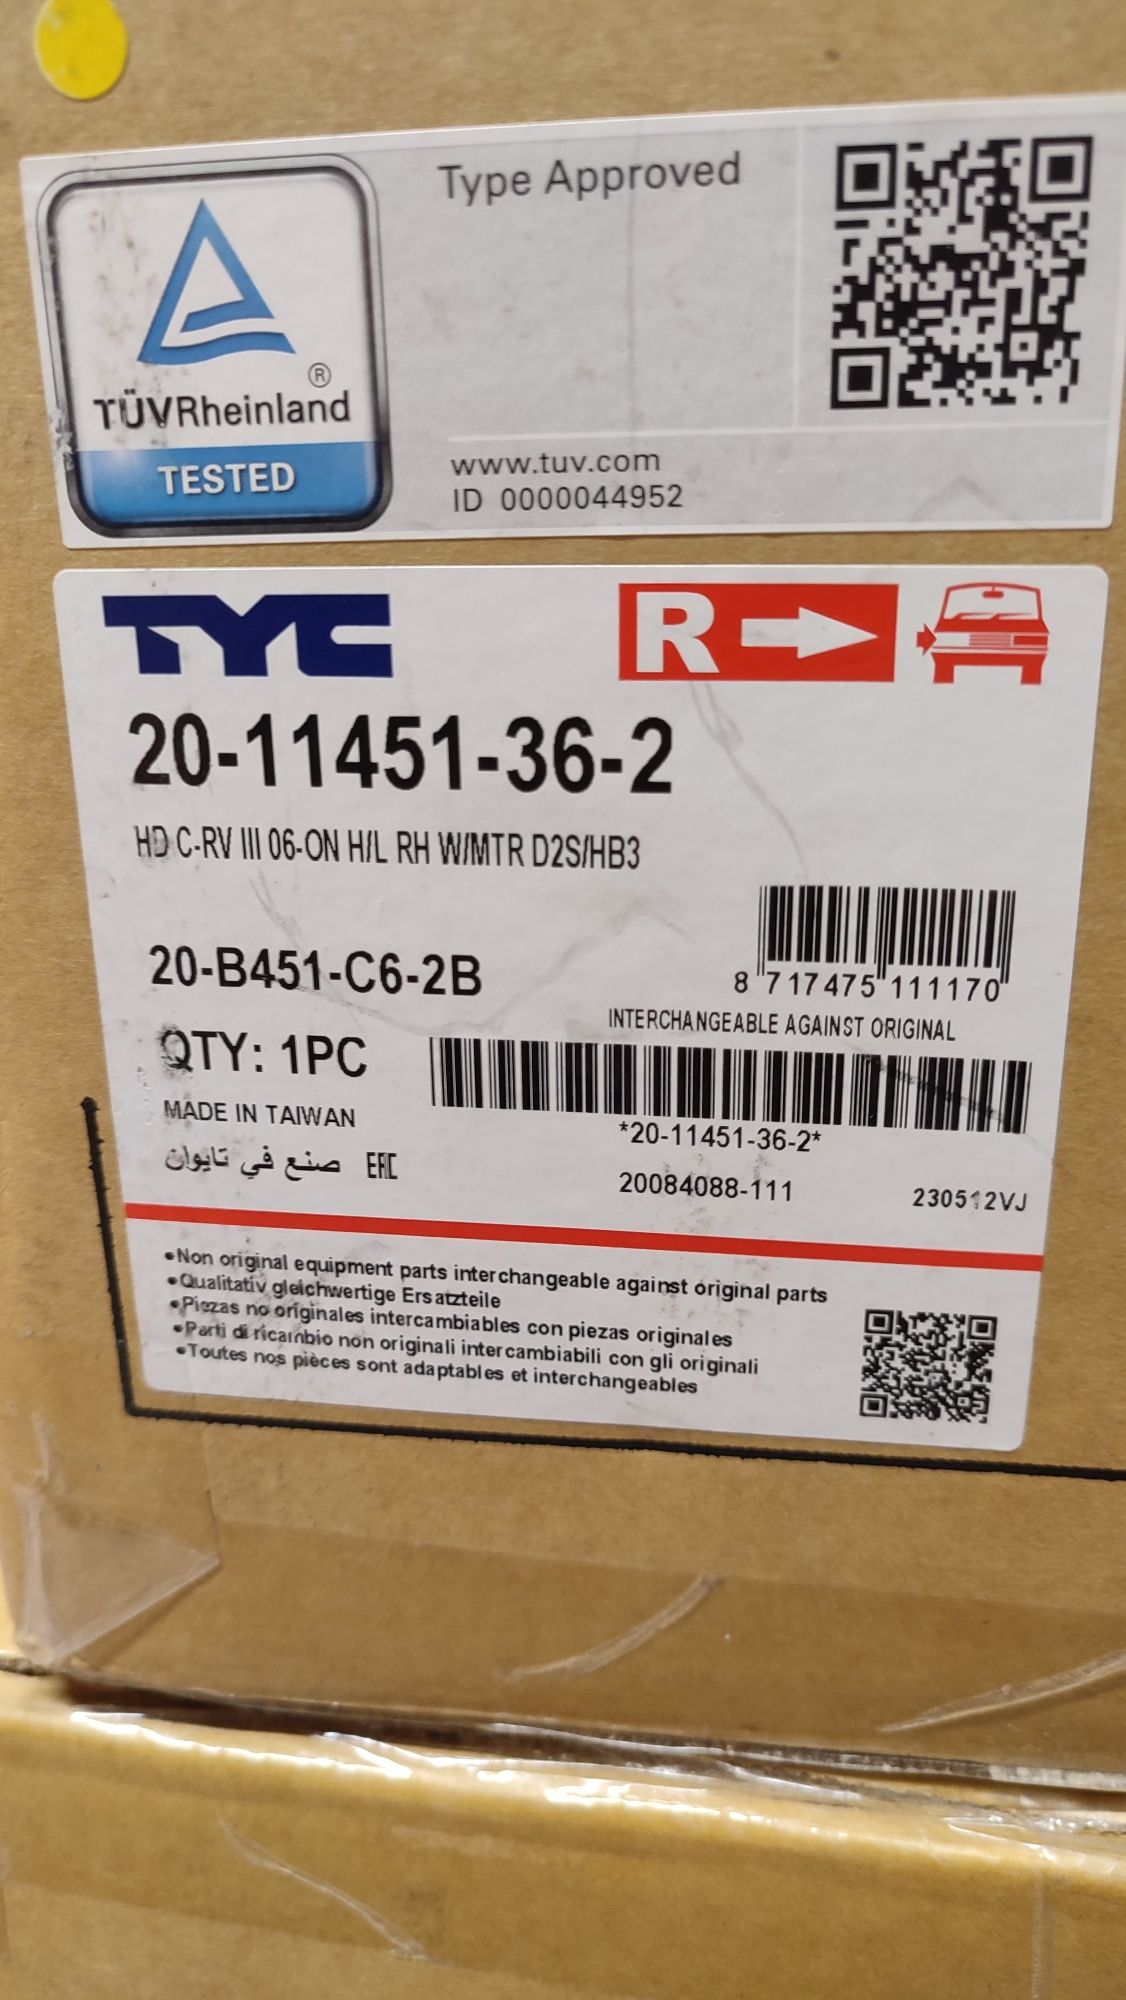 Type Approved
TÜVRheinland®
TESTED
www.tuv.com
ID 0000044952
TYC
R
20-11451-36-2
HD C-RV III 06-ON H/L RH W/MTR D2S/HB3
20-B451-C6-2B
8 717475 111170
INTERCHANGEABLE AGAINST ORIGINAL
QTY: 1PC
MADE IN TAIWAN
*20-11451-36-2*
صنع في تايوان EAC
20084088-111
230512VJ
•Non original equipment parts interchangeable against original parts
•Qualitativ gleichwertige Ersatzteile
•Piezas no originales intercambiables con piezas originales
•Parti di ricambio non originali intercambiabili con gli originali
•Toutes nos pièces sont adaptables et interchangeables